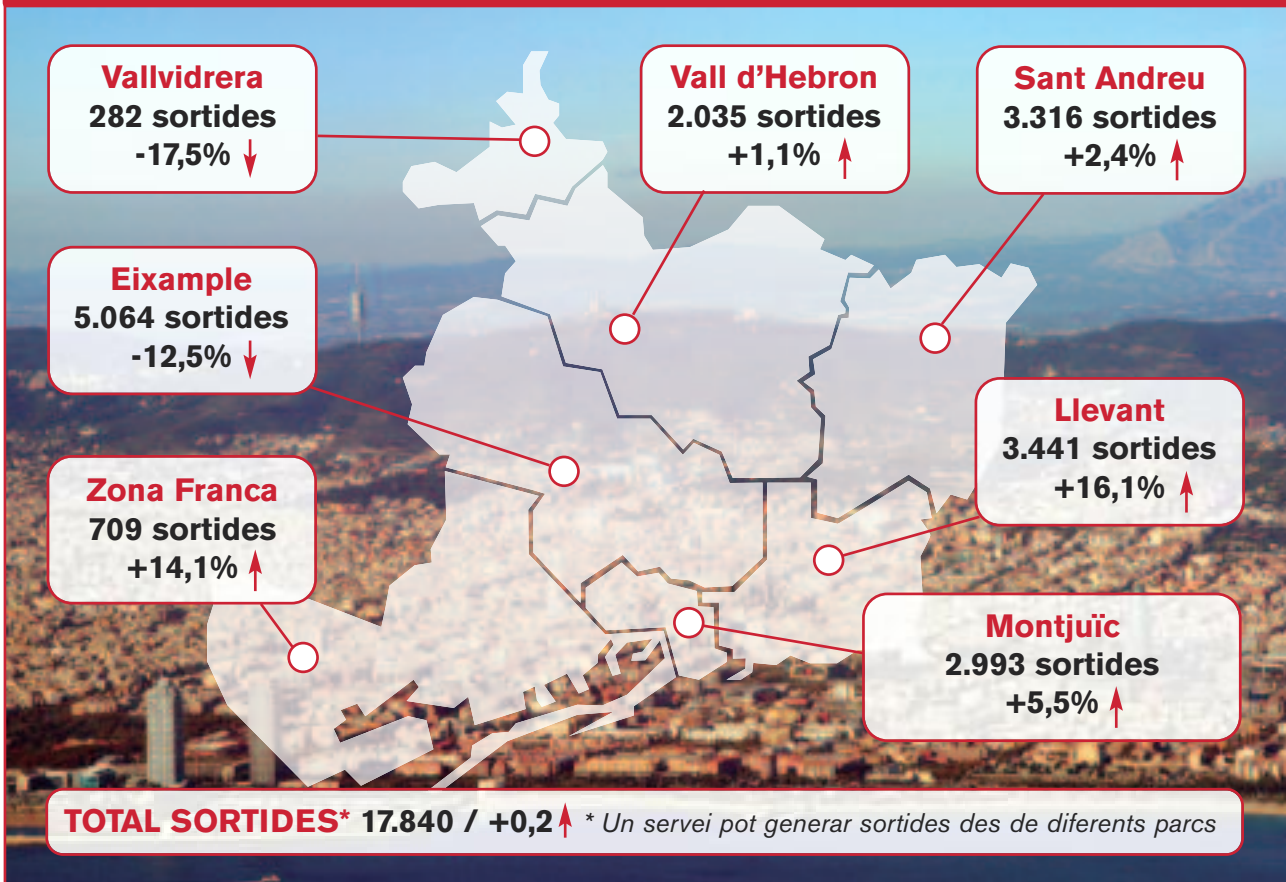 Vallvidrera
282 sortides
-17,5%
Vall d'Hebron
2.035 sortides
+1,1%
Sant Andreu
3.316 sortides
+2,4%
Eixample
5.064 sortides
-12,5%
Llevant
3.441 sortides
+16,1%
Zona Franca
709 sortides
+14,1%
Montjuïc
2.993 sortides
+5,5%
TOTAL SORTIDES* 17.840 / +0,2 * Un servei pot generar sortides des de diferents parcs